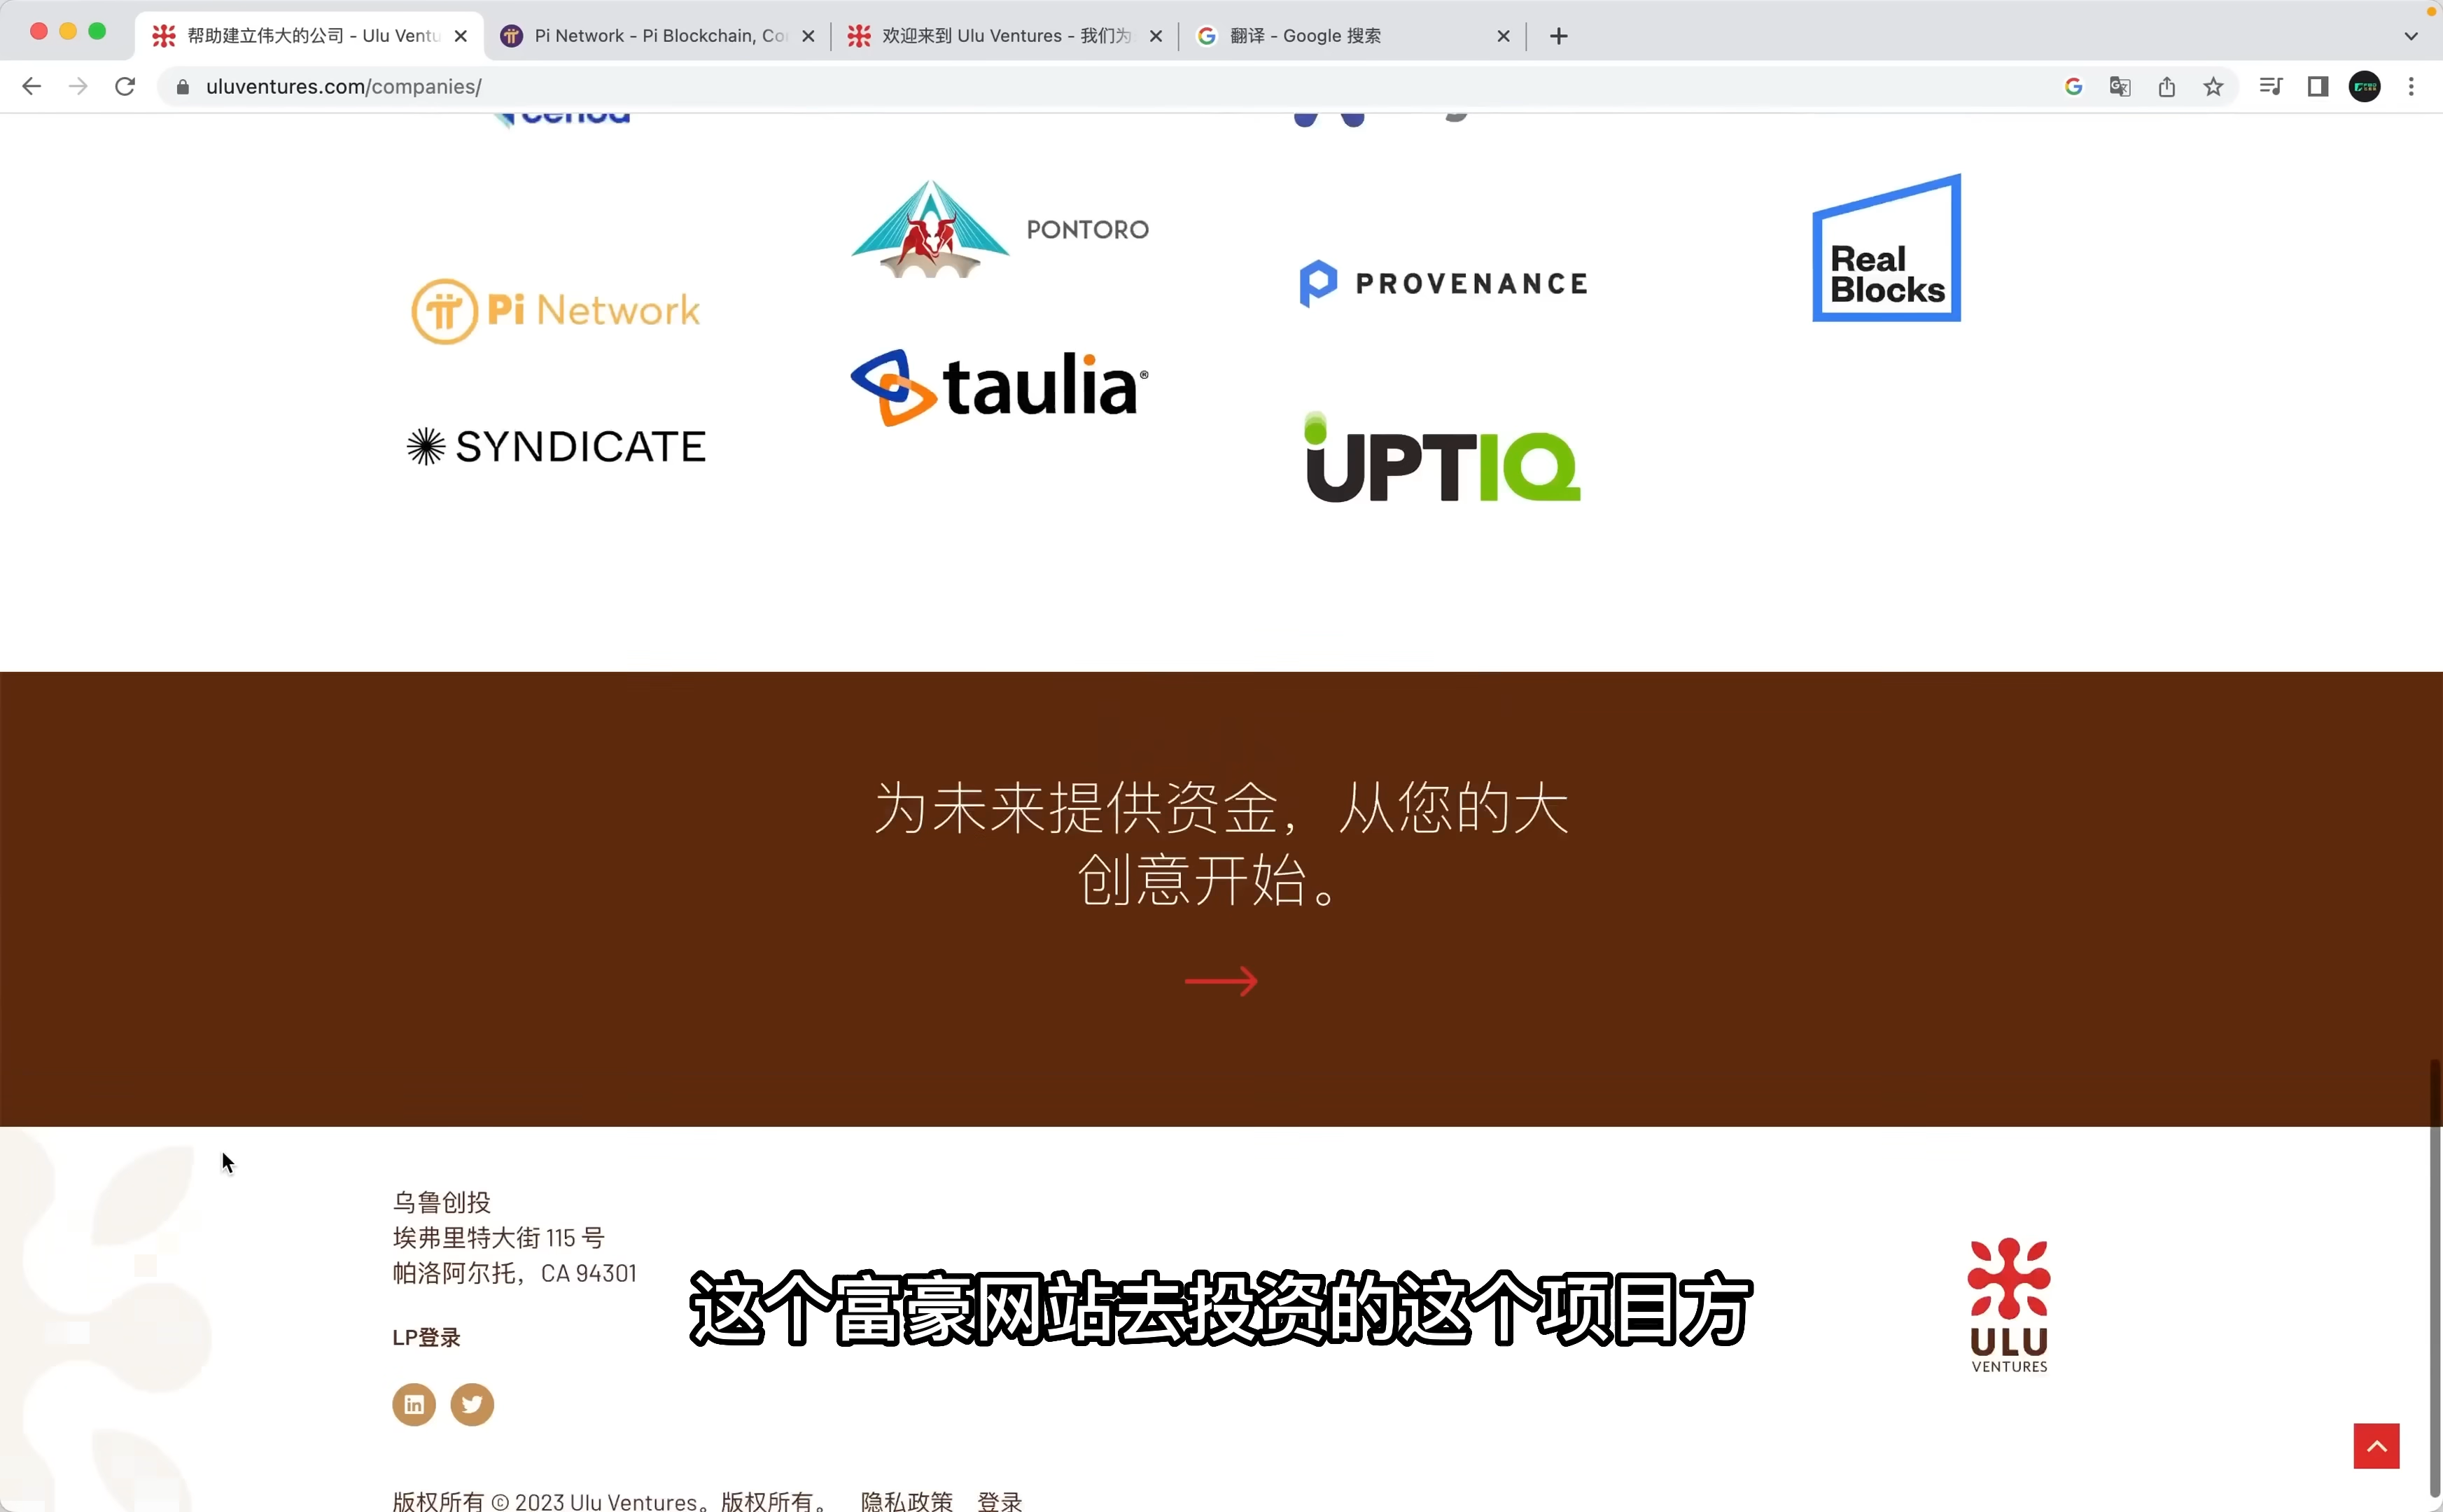 帮助建立伟大的公司 - Ulu Ventu
Pi Network - Pi Blockchain, Co
欢迎来到 Ulu Ventures - 我们为
翻译 - Google 搜索
uluventures.com/companies/
PONTORO
Pi Network
PROVENANCE
Real
Blocks
taulia®
SYNDICATE
UPTIQ
为未来提供资金，从您的大
创意开始。
乌鲁创投
埃弗里特大街 115 号
帕洛阿尔托，CA 94301
这个富豪网站去投资的这个项目方
LP登录
ULU
VENTURES
版权所有 © 2023 Ulu Ventures。版权所有。 隐私政策 登录